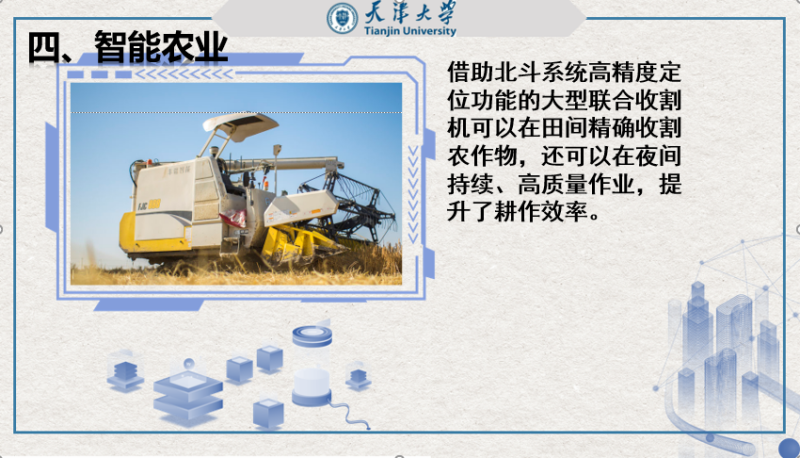 天津大学
Tianjin University
四、智能农业
借助北斗系统高精度定
位功能的大型联合收割
机可以在田间精确收割
农作物，还可以在夜间
持续、高质量作业，提
升了耕作效率。